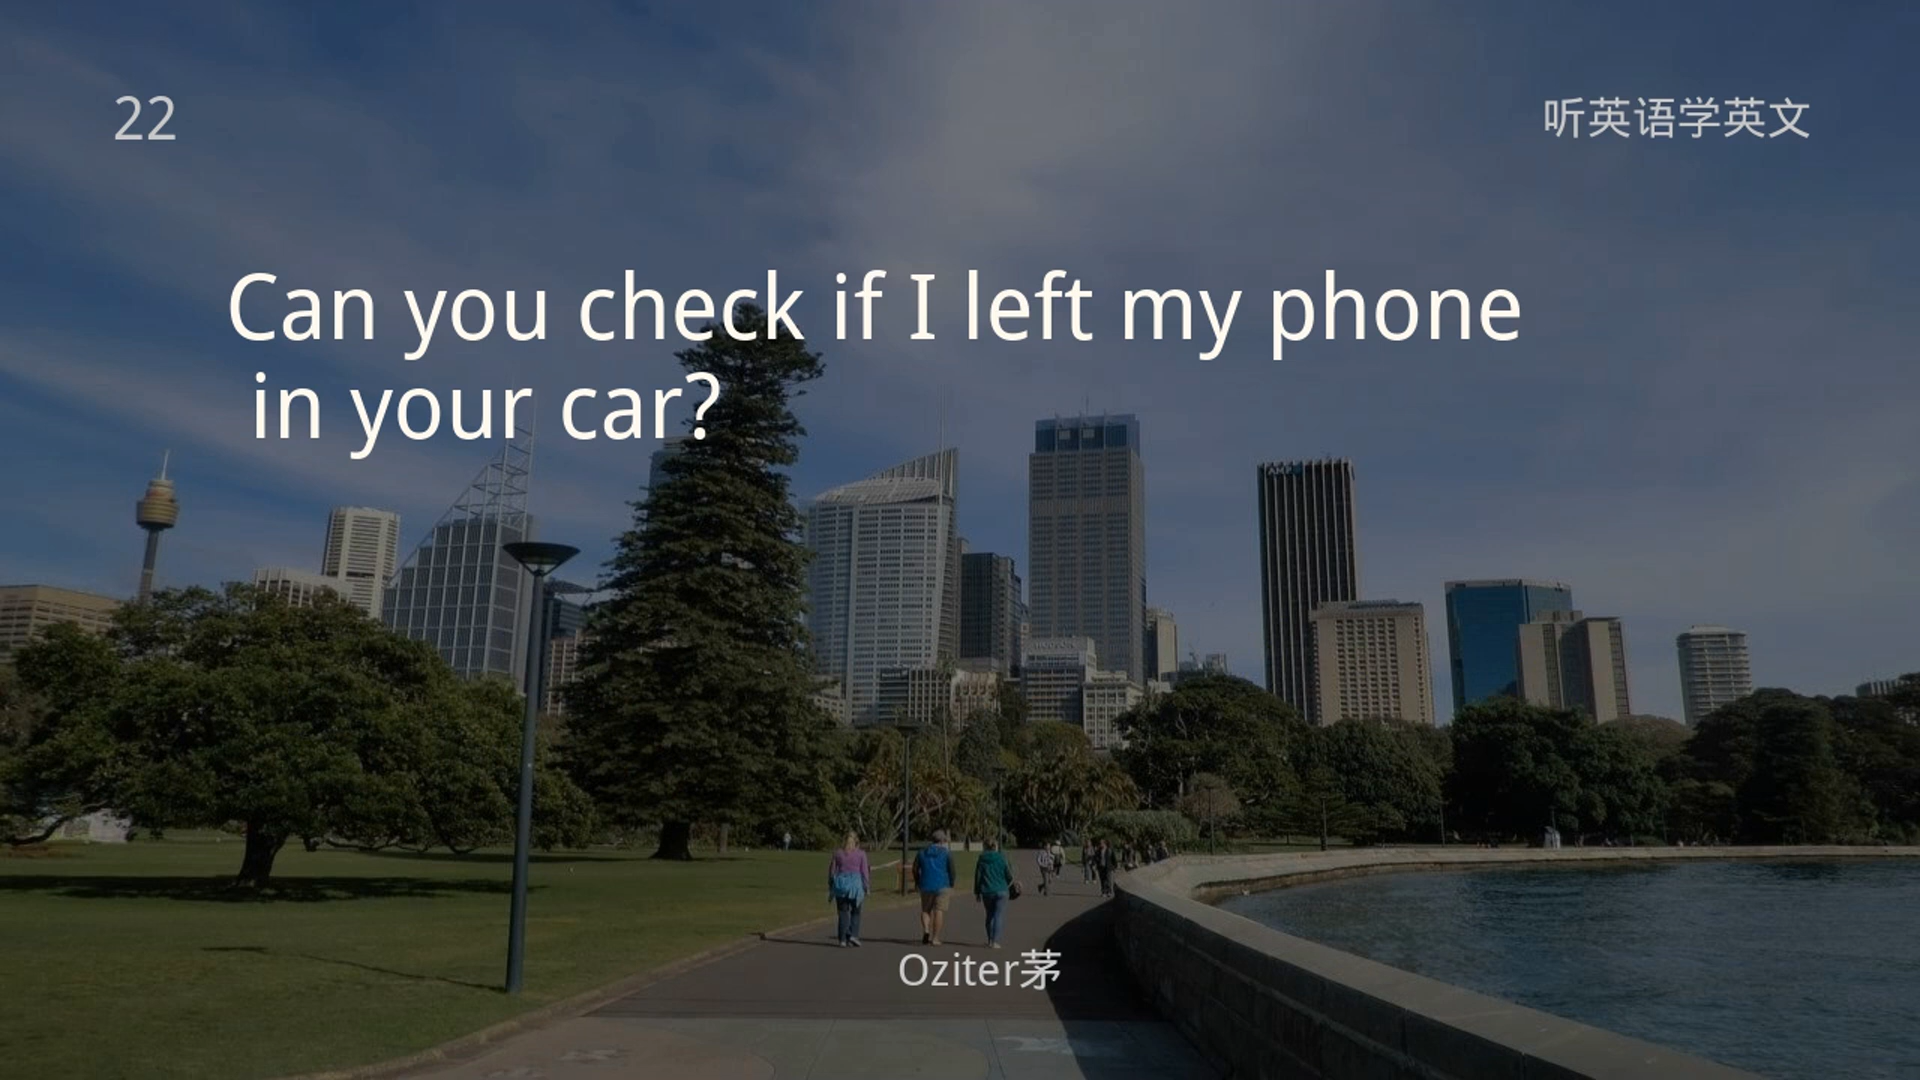 22
听英语学英文
Can you check if I left my phone
in your car?
AMP
Oziter茅